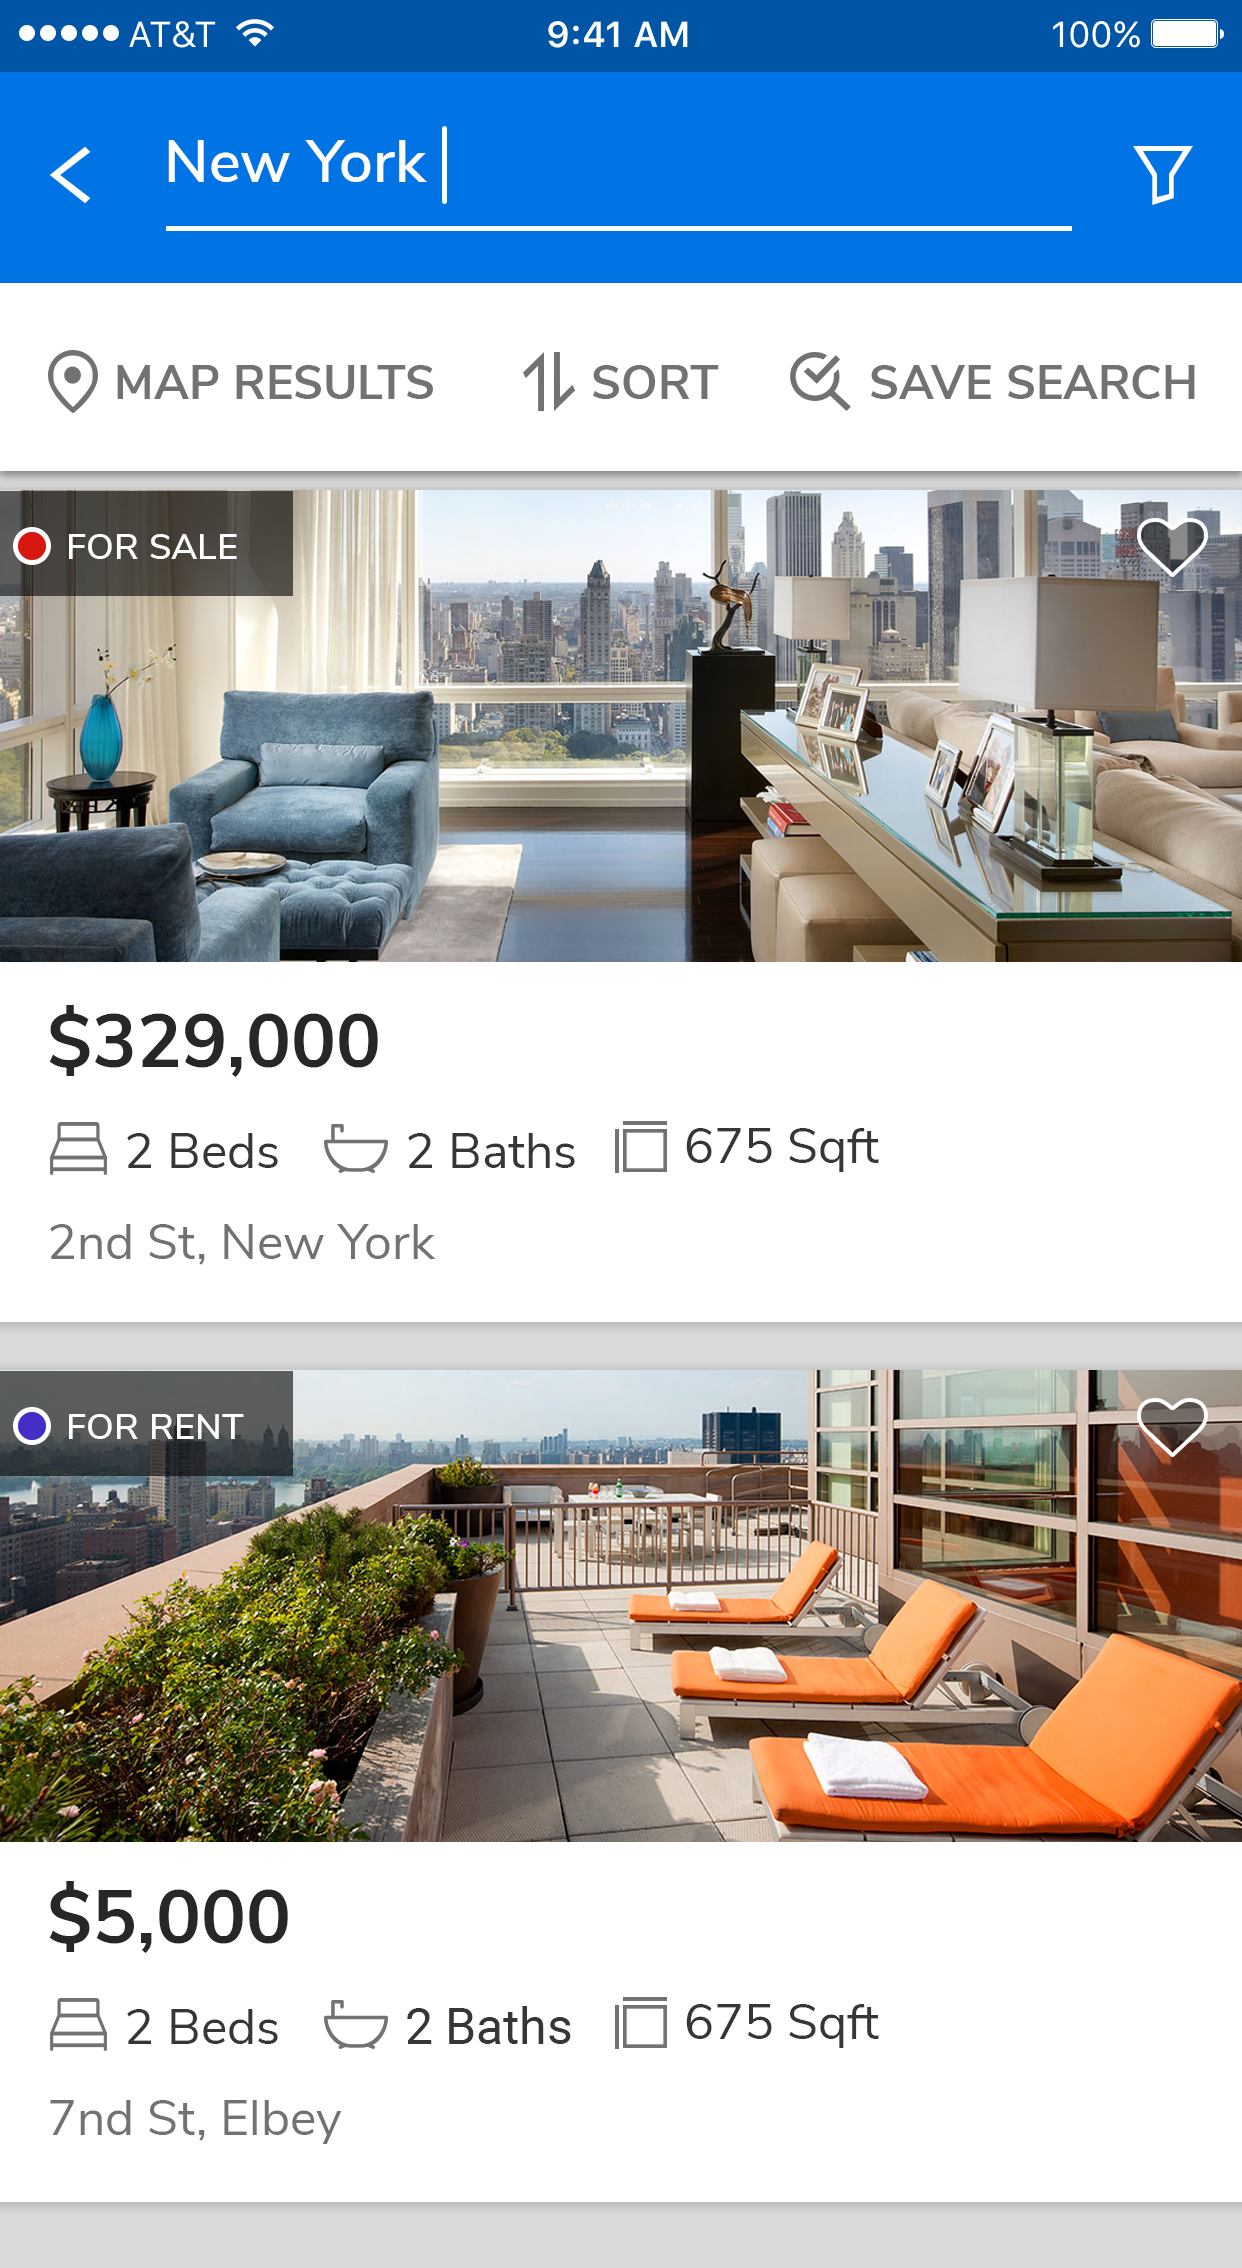 AT&T 9:41 AM 100%
New York
MAP RESULTS SORT SAVE SEARCH
FOR SALE
$329,000
2 Beds 2 Baths 675 Sqft
2nd St, New York
FOR RENT
$5,000
2 Beds 2 Baths 675 Sqft
7nd St, Elbey